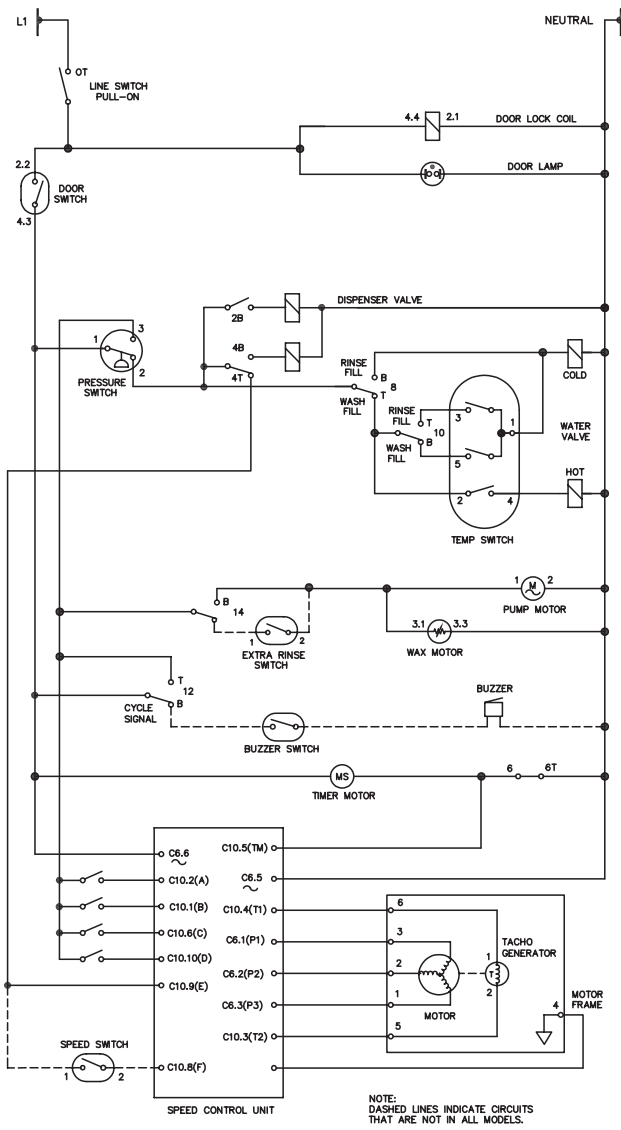 L1
NEUTRAL
OT
LINE SWITCH
PULL-ON
4.4
2.1
DOOR LOCK COIL
2.2
DOOR LAMP
DOOR
SWITCH
4.3
DISPENSER VALVE
2B
3
1
4B
2
4T
PRESSURE
SWITCH
RINSE
FILL
B
8
T
WASH
FILL
COLD
RINSE
FILL
T
10
B
WASH
FILL
3
1
5
WATER
VALVE
HOT
2
4
TEMP SWITCH
B
14
1
M
2
PUMP MOTOR
1
2
EXTRA RINSE
SWITCH
3.1
3.3
WAX MOTOR
T
12
B
CYCLE
SIGNAL
BUZZER
BUZZER SWITCH
MS
TIMER MOTOR
6
6T
C6.6
C10.5(TM)
C10.2(A)
C6.5
C10.1(B)
C10.4(T1)
6
C10.6(C)
C6.1(P1)
3
TACHO
GENERATOR
1
C10.10(D)
C6.2(P2)
2
T
C10.9(E)
C6.3(P3)
1
2
MOTOR
MOTOR
FRAME
4
C10.3(T2)
5
SPEED SWITCH
1
2
C10.8(F)
SPEED CONTROL UNIT
NOTE:
DASHED LINES INDICATE CIRCUITS
THAT ARE NOT IN ALL MODELS.